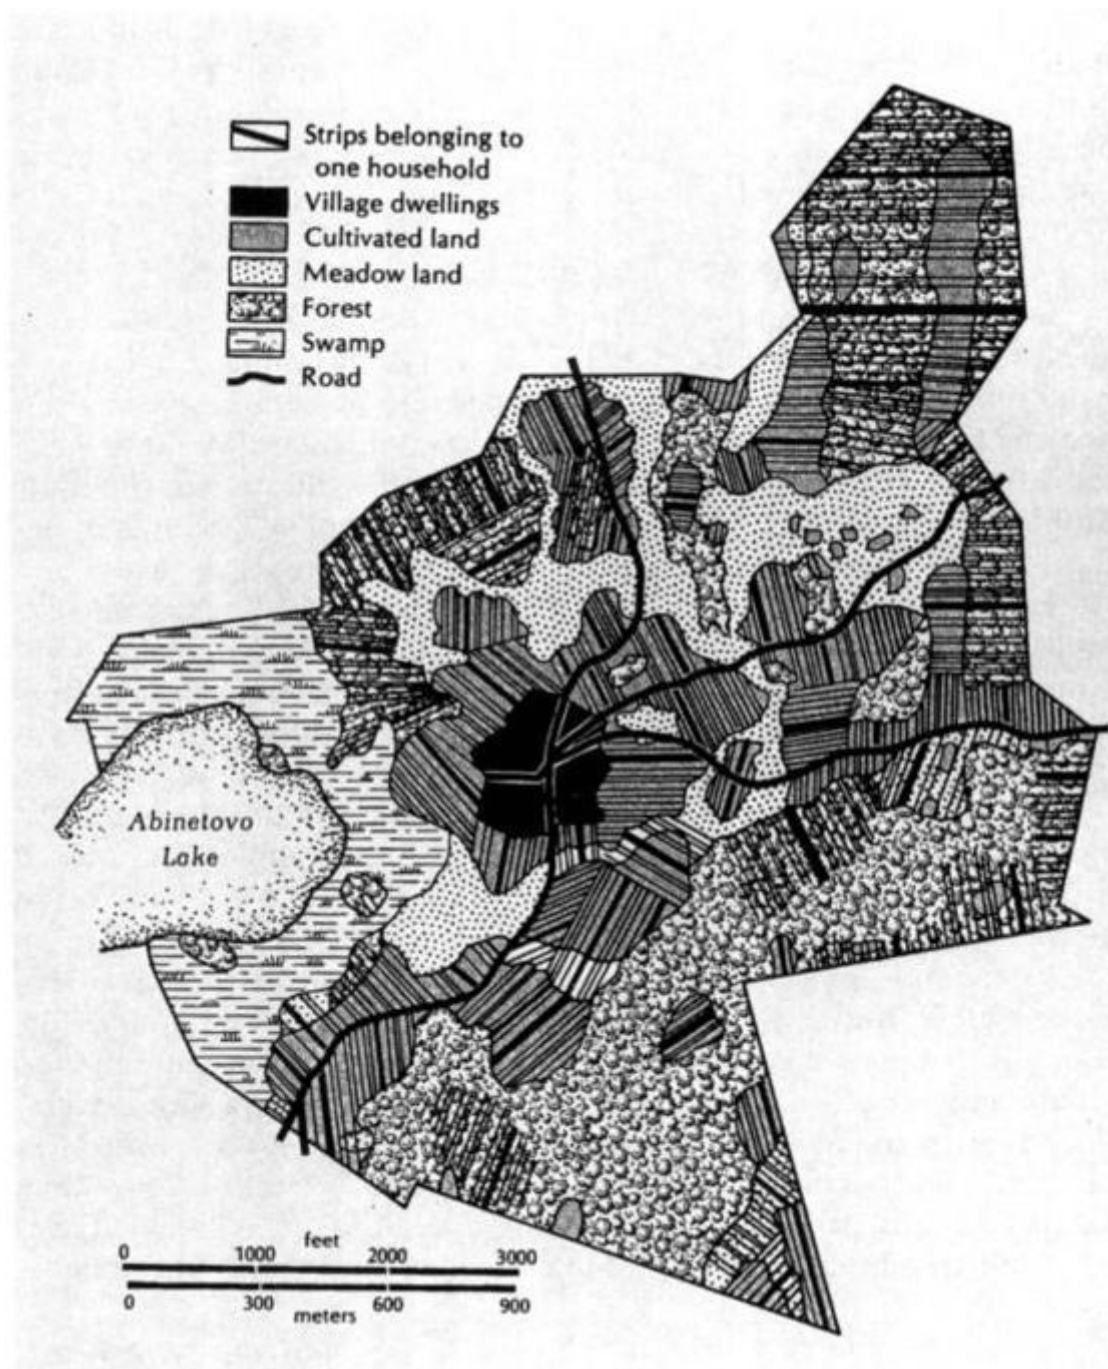 Strips belonging to
one household
Village dwellings
Cultivated land
Meadow land
Forest
Swamp
Road
Abinetovo
Lake
0 1000 feet 2000 3000
0 300 600 900
meters